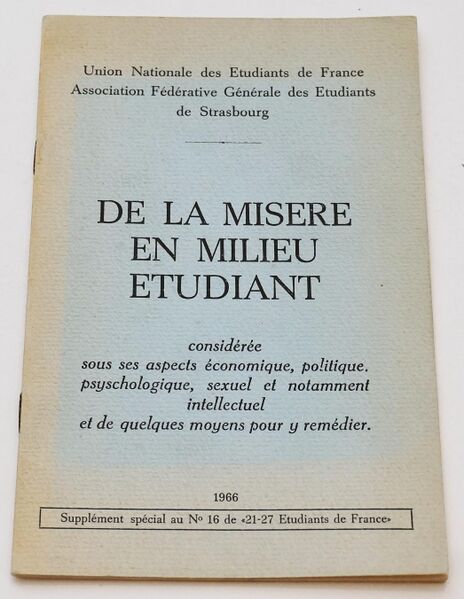 Union Nationale des Etudiants de France
Association Fédérative Générale des Etudiants
de Strasbourg
DE LA MISERE
EN MILIEU
ETUDIANT
considérée
sous ses aspects économique, politique.
psyschologique, sexuel et notamment
intellectuel
et de quelques moyens pour y remédier.
1966
Supplément spécial au Nº 16 de «21-27 Etudiants de France»